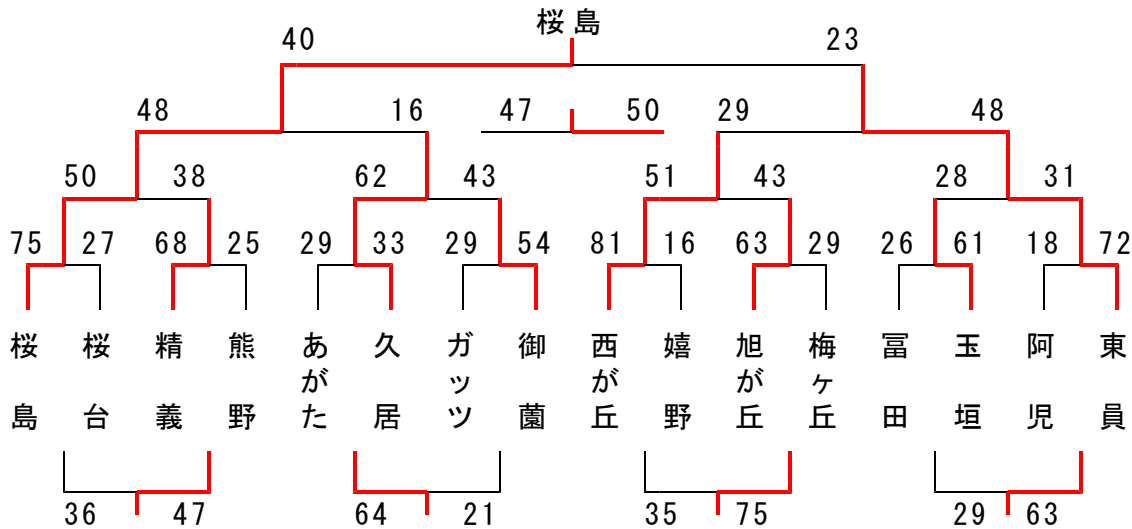 桜島
40 23
48 16 47 50 29 48
50 38 62 43 51 43 28 31
75 27 68 25 29 33 29 54 81 16 63 29 26 61 18 72
桜島 桜台 精義 熊野 あがた 久居 ガッツ 御薗 西が丘 嬉野 旭が丘 梅ヶ丘 冨田 玉垣 阿児 東員
36 47 64 21 35 75 29 63